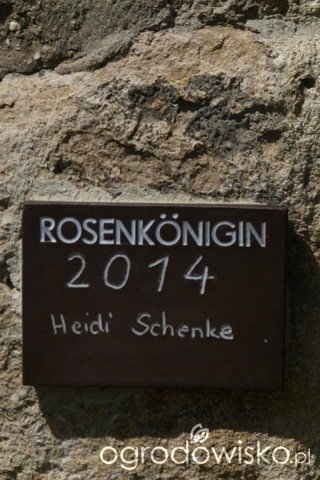 ROSENKÖNIGIN
2014
Heidi Schenke
ogrodowisko.pl